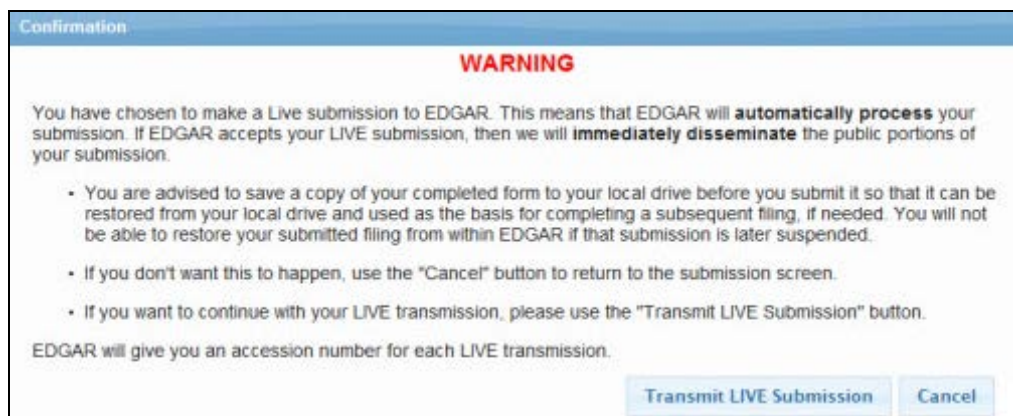 Confirmation
WARNING
You have chosen to make a Live submission to EDGAR. This means that EDGAR will automatically process your
submission. If EDGAR accepts your LIVE submission, then we will immediately disseminate the public portions of
your submission.
• You are advised to save a copy of your completed form to your local drive before you submit it so that it can be
restored from your local drive and used as the basis for completing a subsequent filing, if needed. You will not
be able to restore your submitted filing from within EDGAR if that submission is later suspended.
• If you don't want this to happen, use the "Cancel" button to return to the submission screen.
• If you want to continue with your LIVE transmission, please use the "Transmit LIVE Submission" button.
EDGAR will give you an accession number for each LIVE transmission.
Transmit LIVE Submission Cancel